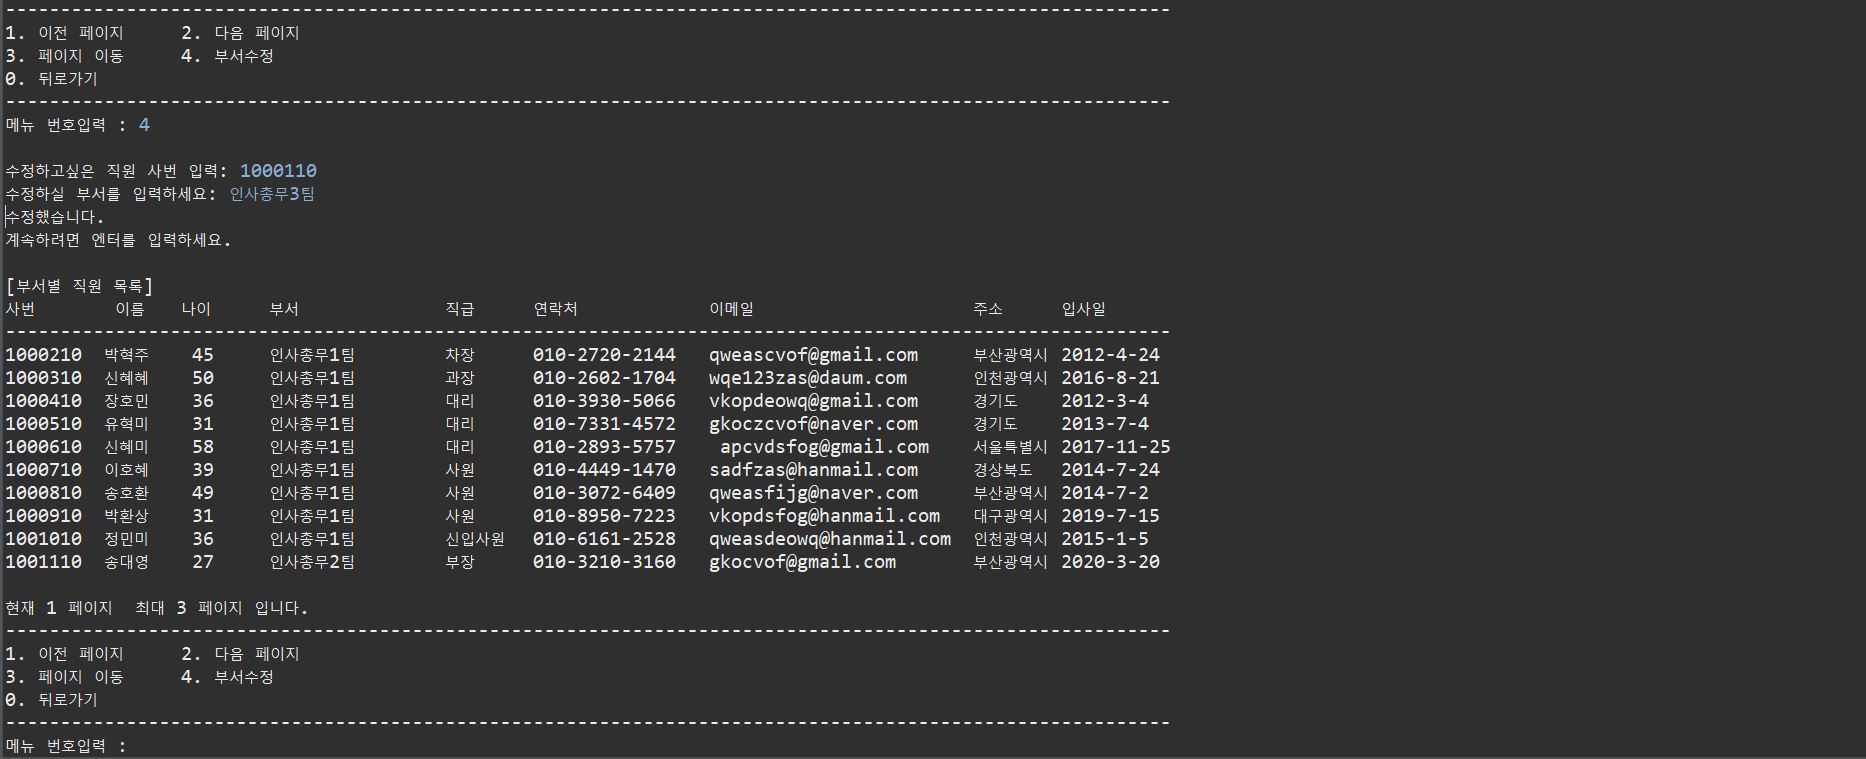 ------------------------------------------------------------------------------------------------------------
1. 이전 페이지     2. 다음 페이지
3. 페이지 이동     4. 부서수정
0. 뒤로가기
------------------------------------------------------------------------------------------------------------
메뉴 번호입력 : 4
수정하고싶은 직원 사번 입력: 1000110
수정하실 부서를 입력하세요: 인사총무3팀
수정했습니다.
계속하려면 엔터를 입력하세요.
[부서별 직원 목록]
사번 이름 나이 부서 직급 연락처 이메일 주소 입사일
------------------------------------------------------------------------------------------------------------
1000210 박혁주 45 인사총무1팀 차장 010-2720-2144 qweascvof@gmail.com 부산광역시 2012-4-24
1000310 신혜혜 50 인사총무1팀 과장 010-2602-1704 wqe123zas@daum.com 인천광역시 2016-8-21
1000410 장호민 36 인사총무1팀 대리 010-3930-5066 vkopdeowq@gmail.com 경기도 2012-3-4
1000510 유혁미 31 인사총무1팀 대리 010-7331-4572 gkoczcvof@naver.com 경기도 2013-7-4
1000610 신혜미 58 인사총무1팀 대리 010-2893-5757 apcvdsfog@gmail.com 서울특별시 2017-11-25
1000710 이호혜 39 인사총무1팀 사원 010-4449-1470 sadfzas@hanmail.com 경상북도 2014-7-24
1000810 송호환 49 인사총무1팀 사원 010-3072-6409 qweasfijg@naver.com 부산광역시 2014-7-2
1000910 박환상 31 인사총무1팀 사원 010-8950-7223 vkopdsfog@hanmail.com 대구광역시 2019-7-15
1001010 정민미 36 인사총무1팀 신입사원 010-6161-2528 qweasdeowq@hanmail.com 인천광역시 2015-1-5
1001110 송대영 27 인사총무2팀 부장 010-3210-3160 gkocvof@gmail.com 부산광역시 2020-3-20
현재 1 페이지  최대 3 페이지 입니다.
------------------------------------------------------------------------------------------------------------
1. 이전 페이지     2. 다음 페이지
3. 페이지 이동     4. 부서수정
0. 뒤로가기
------------------------------------------------------------------------------------------------------------
메뉴 번호입력 :